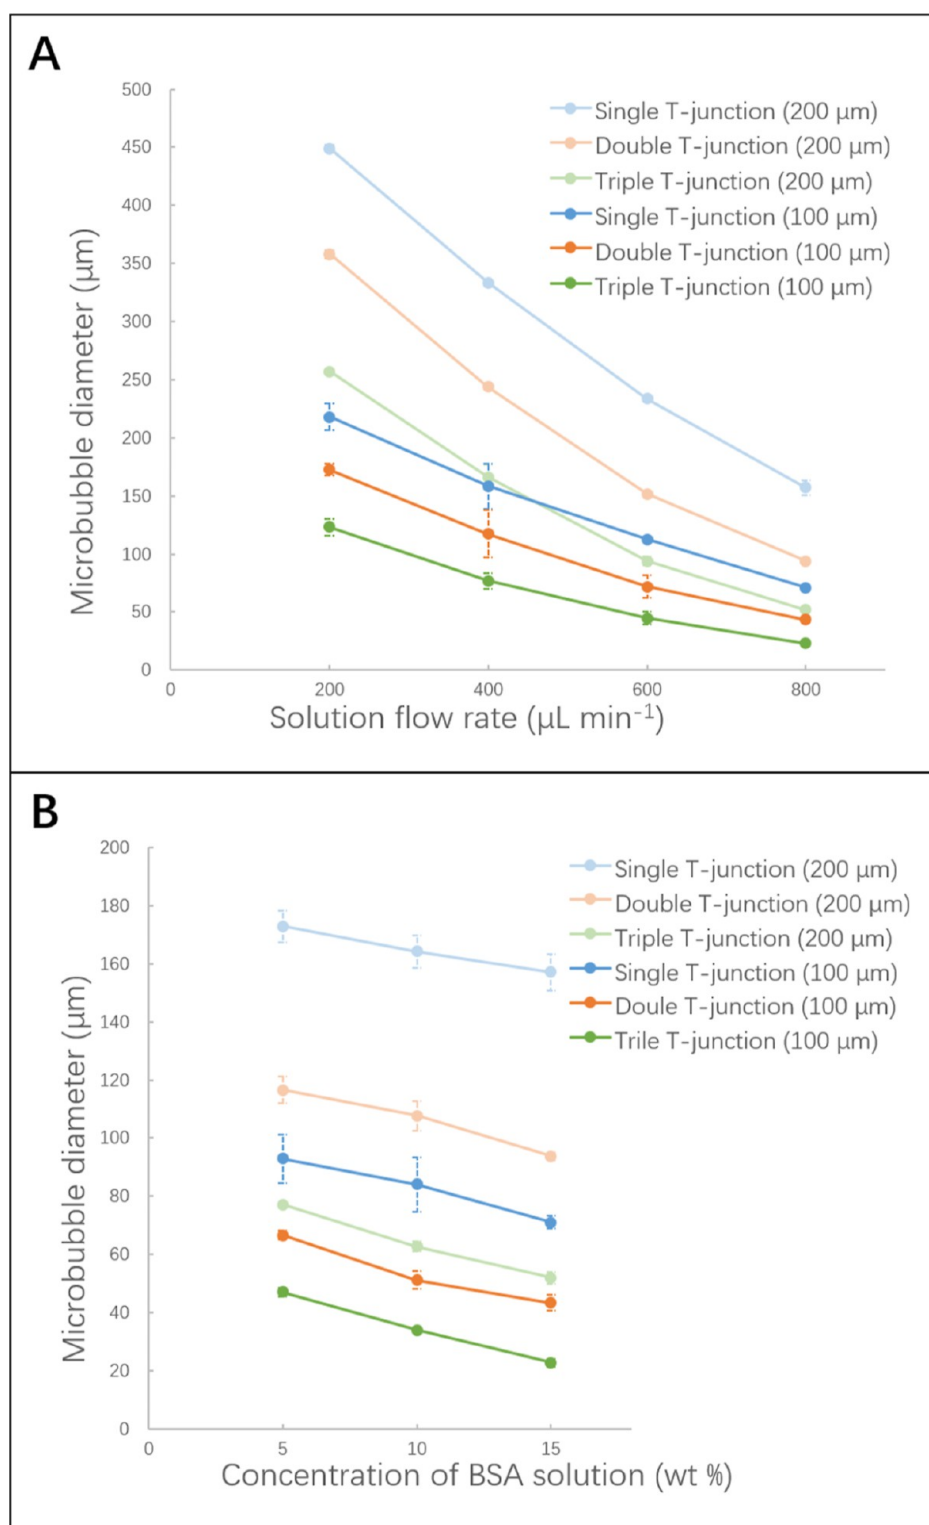 A
500
450
400
350
300
250
200
150
100
50
0
0 200 400 600 800
Microbubble diameter (μm)
Solution flow rate (μL min⁻¹)
Single T-junction (200 μm)
Double T-junction (200 μm)
Triple T-junction (200 μm)
Single T-junction (100 μm)
Double T-junction (100 μm)
Triple T-junction (100 μm)
B
200
180
160
140
120
100
80
60
40
20
0
0 5 10 15
Microbubble diameter (μm)
Concentration of BSA solution (wt %)
Single T-junction (200 μm)
Double T-junction (200 μm)
Triple T-junction (200 μm)
Single T-junction (100 μm)
Doule T-junction (100 μm)
Trile T-junction (100 μm)